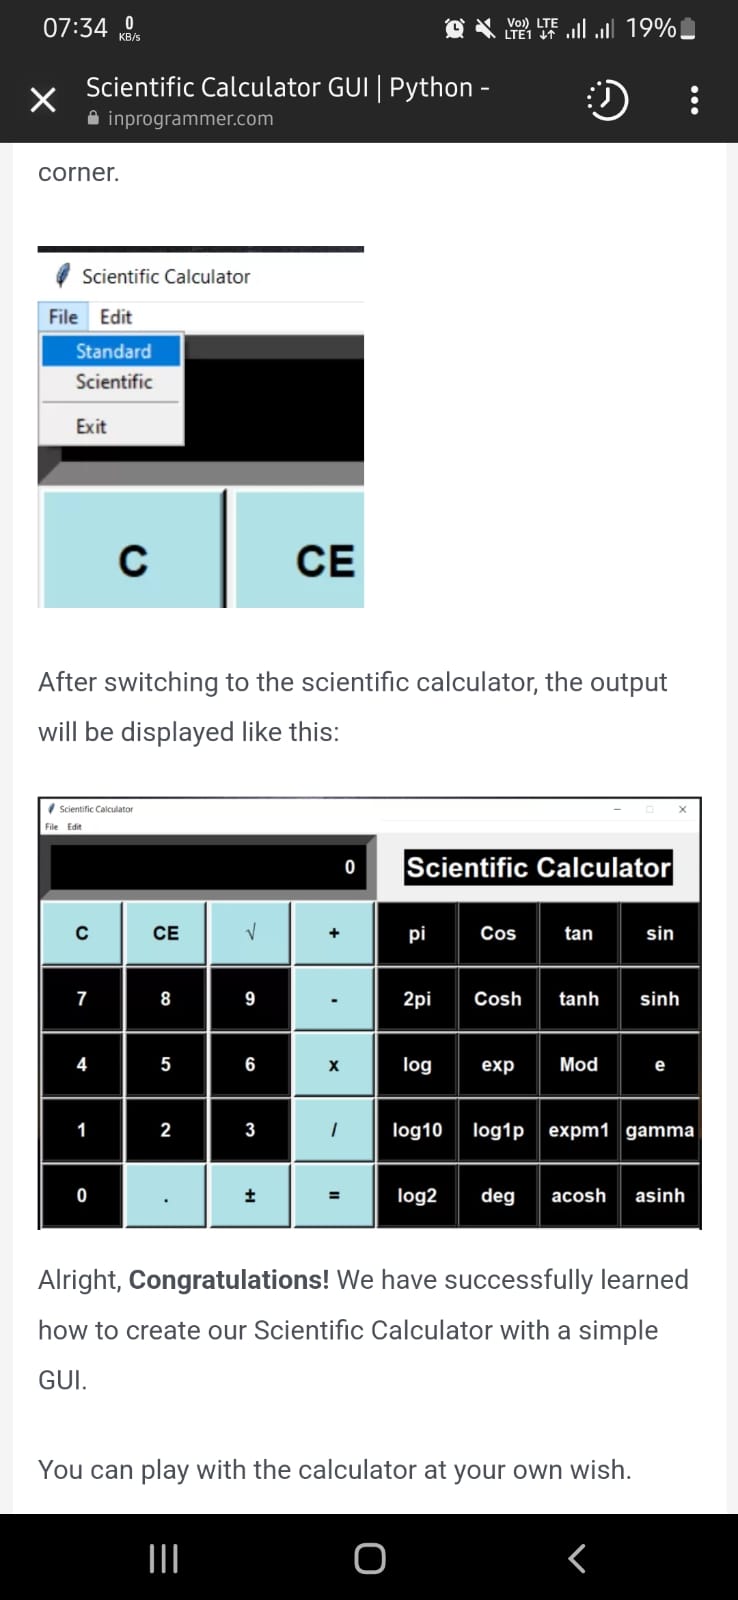 07:34 0 KB/s Vo)) LTE LTE1 19%
Scientific Calculator GUI | Python -
inprogrammer.com
corner.
Scientific Calculator
File Edit
Standard
Scientific
Exit
C CE
After switching to the scientific calculator, the output
will be displayed like this:
Scientific Calculator
File Edit
0 Scientific Calculator
C CE √ + pi Cos tan sin
7 8 9 - 2pi Cosh tanh sinh
4 5 6 x log exp Mod e
1 2 3 / log10 log1p expm1 gamma
0 . ± = log2 deg acosh asinh
Alright, Congratulations! We have successfully learned
how to create our Scientific Calculator with a simple
GUI.
You can play with the calculator at your own wish.